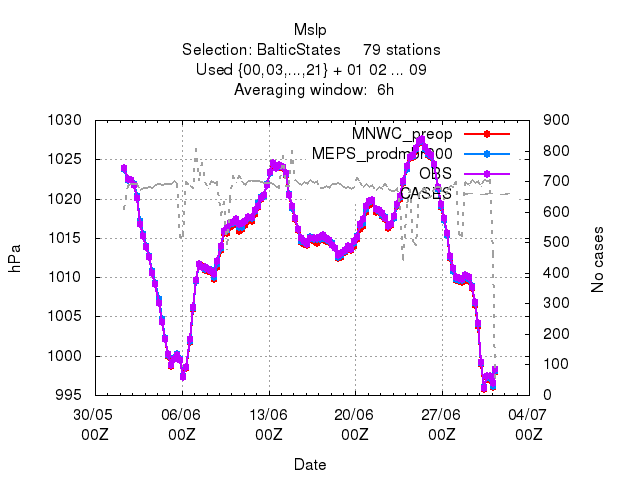 Mslp
Selection: BalticStates 79 stations
Used {00,03,...,21} + 01 02 ... 09
Averaging window: 6h
1030
1025
1020
1015
1010
1005
1000
995
hPa
900
800
700
600
500
400
300
200
100
0
No cases
MNWC_preop
OBS
CASES
30/05 06/06 13/06 20/06 27/06 04/07
00Z 00Z 00Z 00Z 00Z 00Z
Date